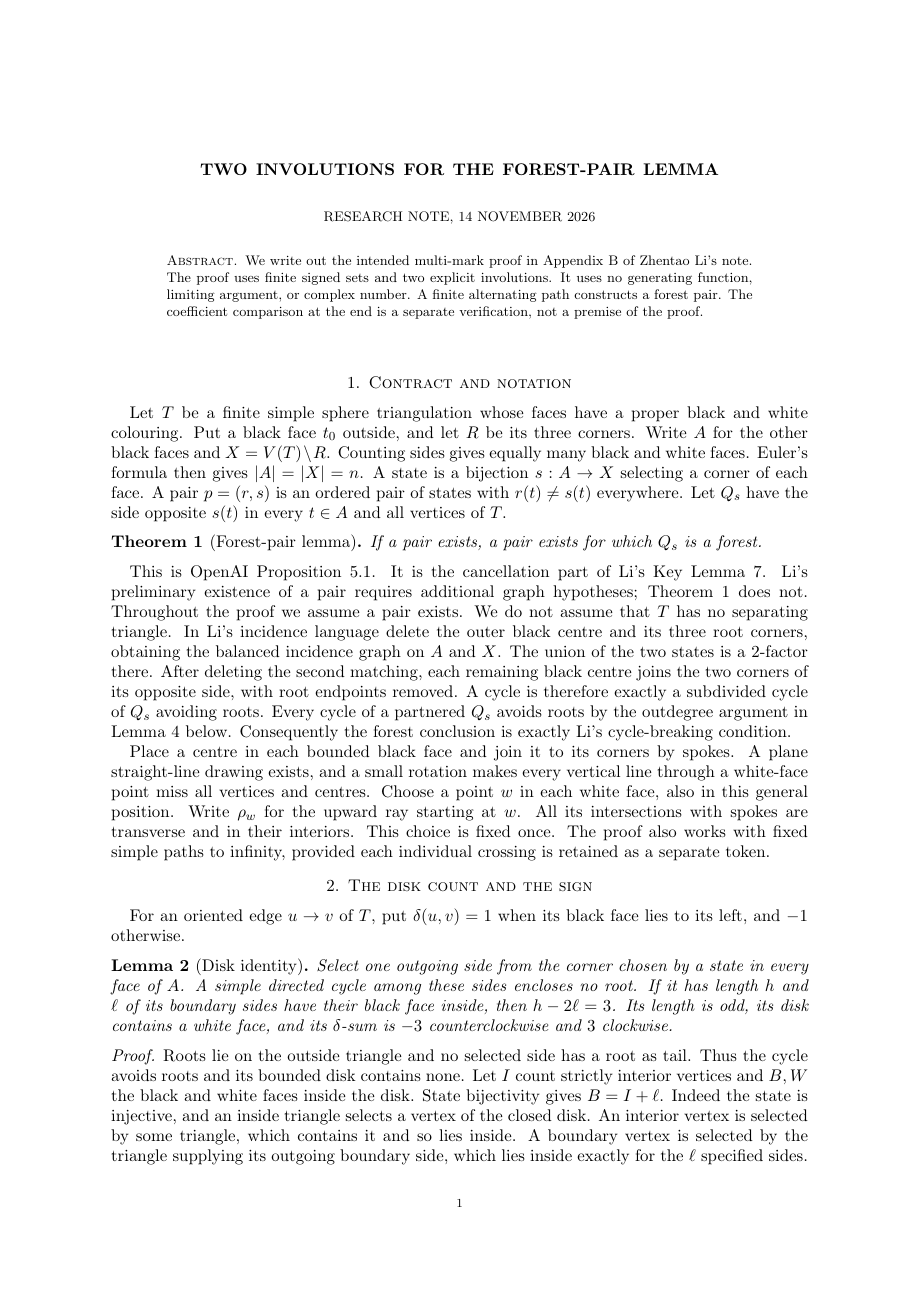 TWO INVOLUTIONS FOR THE FOREST-PAIR LEMMA
RESEARCH NOTE, 14 NOVEMBER 2026
Abstract. We write out the intended multi-mark proof in Appendix B of Zhentao Li's note.
The proof uses finite signed sets and two explicit involutions. It uses no generating function,
limiting argument, or complex number. A finite alternating path constructs a forest pair. The
coefficient comparison at the end is a separate verification, not a premise of the proof.
1. Contract and notation
Let T be a finite simple sphere triangulation whose faces have a proper black and white
colouring. Put a black face t₀ outside, and let R be its three corners. Write A for the other
black faces and X = V(T)\R. Counting sides gives equally many black and white faces. Euler's
formula then gives |A| = |X| = n. A state is a bijection s : A → X selecting a corner of each
face. A pair p = (r, s) is an ordered pair of states with r(t) ≠ s(t) everywhere. Let Qₛ have the
side opposite s(t) in every t ∈ A and all vertices of T.
Theorem 1 (Forest-pair lemma). If a pair exists, a pair exists for which Qₛ is a forest.
This is OpenAI Proposition 5.1. It is the cancellation part of Li's Key Lemma 7. Li's
preliminary existence of a pair requires additional graph hypotheses; Theorem 1 does not.
Throughout the proof we assume a pair exists. We do not assume that T has no separating
triangle. In Li's incidence language delete the outer black centre and its three root corners,
obtaining the balanced incidence graph on A and X. The union of the two states is a 2-factor
there. After deleting the second matching, each remaining black centre joins the two corners of
its opposite side, with root endpoints removed. A cycle is therefore exactly a subdivided cycle
of Qₛ avoiding roots. Every cycle of a partnered Qₛ avoids roots by the outdegree argument in
Lemma 4 below. Consequently the forest conclusion is exactly Li's cycle-breaking condition.
Place a centre in each bounded black face and join it to its corners by spokes. A plane
straight-line drawing exists, and a small rotation makes every vertical line through a white-face
point miss all vertices and centres. Choose a point w in each white face, also in this general
position. Write ρ_w for the upward ray starting at w. All its intersections with spokes are
transverse and in their interiors. This choice is fixed once. The proof also works with fixed
simple paths to infinity, provided each individual crossing is retained as a separate token.
2. The disk count and the sign
For an oriented edge u → v of T, put δ(u, v) = 1 when its black face lies to its left, and −1
otherwise.
Lemma 2 (Disk identity). Select one outgoing side from the corner chosen by a state in every
face of A. A simple directed cycle among these sides encloses no root. If it has length h and
ℓ of its boundary sides have their black face inside, then h − 2ℓ = 3. Its length is odd, its disk
contains a white face, and its δ-sum is −3 counterclockwise and 3 clockwise.
Proof. Roots lie on the outside triangle and no selected side has a root as tail. Thus the cycle
avoids roots and its bounded disk contains none. Let I count strictly interior vertices and B, W
the black and white faces inside the disk. State bijectivity gives B = I + ℓ. Indeed the state is
injective, and an inside triangle selects a vertex of the closed disk. An interior vertex is selected
by some triangle, which contains it and so lies inside. A boundary vertex is selected by the
triangle supplying its outgoing boundary side, which lies inside exactly for the ℓ specified sides.
1